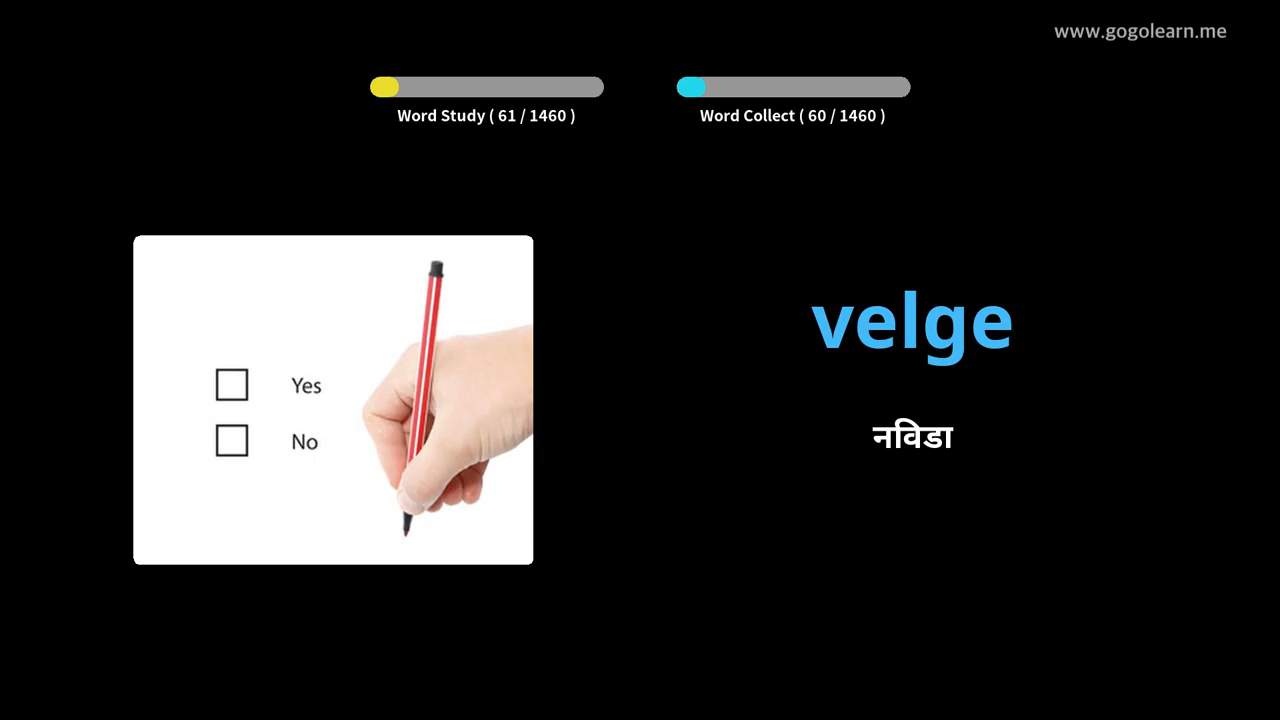 www.gogolearn.me
Word Study ( 61 / 1460 )
Word Collect ( 60 / 1460 )
Yes
No
velge
नविडा